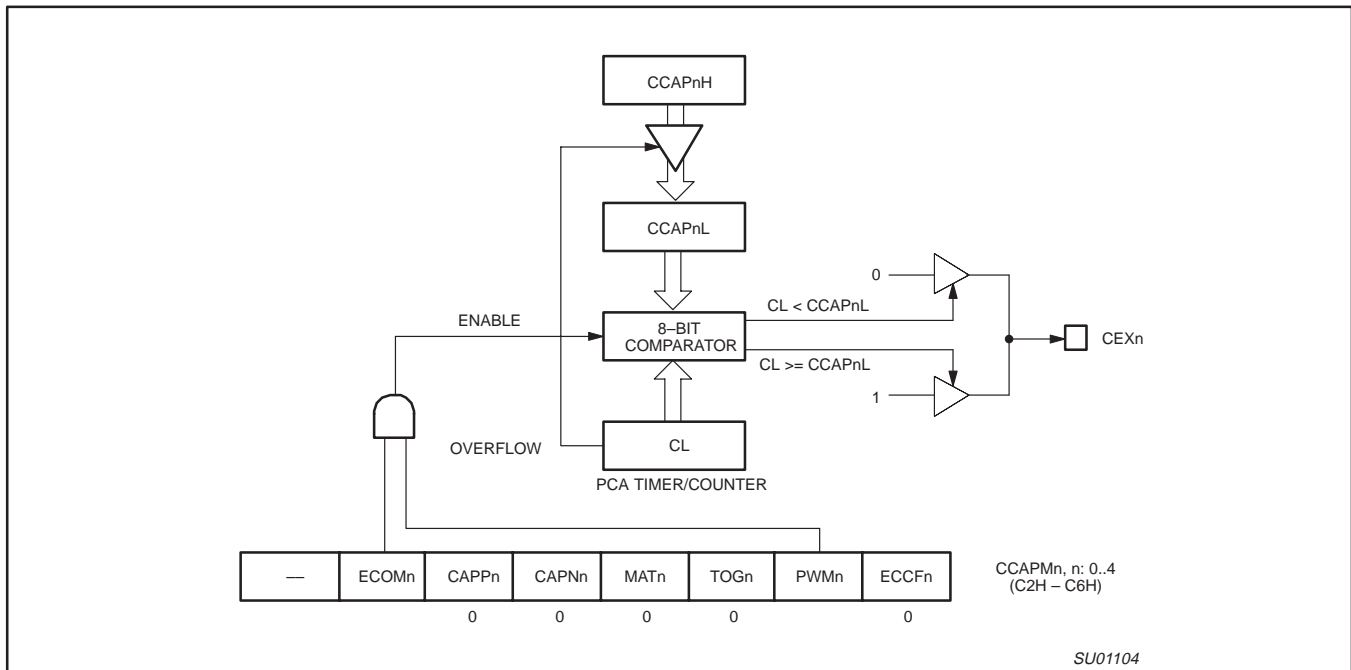 CCAPnH
CCAPnL
0
CL < CCAPnL
ENABLE
8–BIT
COMPARATOR
CEXn
CL >= CCAPnL
1
OVERFLOW
CL
PCA TIMER/COUNTER
— ECOMn CAPPn CAPNn MATn TOGn PWMn ECCFn
CCAPMn, n: 0..4
(C2H – C6H)
0 0 0 0 0
SU01104